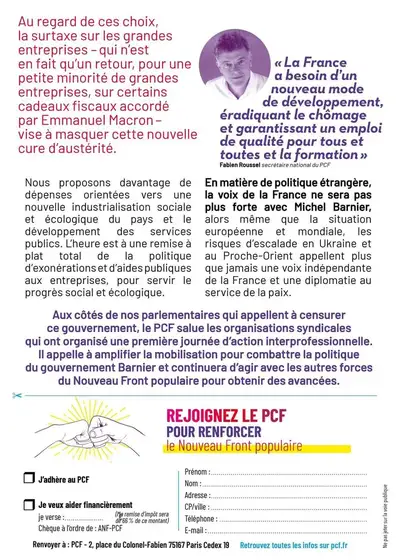 Au regard de ces choix,
la surtaxe sur les grandes
entreprises – qui n'est
en fait qu'un retour, pour une
petite minorité de grandes
entreprises, sur certains
cadeaux fiscaux accordé
par Emmanuel Macron –
vise à masquer cette nouvelle
cure d'austérité.
« La France
a besoin d'un
nouveau mode
de développement,
éradiquant le chômage
et garantissant un emploi
de qualité pour tous et
toutes et la formation »
Fabien Roussel secrétaire national du PCF
Nous proposons davantage de
dépenses orientées vers une
nouvelle industrialisation sociale
et écologique du pays et le
développement des services
publics. L'heure est à une remise à
plat total de la politique
d'exonérations et d'aides publiques
aux entreprises, pour servir le
progrès social et écologique.
En matière de politique étrangère,
la voix de la France ne sera pas
plus forte avec Michel Barnier,
alors même que la situation
européenne et mondiale, les
risques d'escalade en Ukraine et
au Proche-Orient appellent plus
que jamais une voix indépendante
de la France et une diplomatie au
service de la paix.
Aux côtés de nos parlementaires qui appellent à censurer
ce gouvernement, le PCF salue les organisations syndicales
qui ont organisé une première journée d'action interprofessionnelle.
Il appelle à amplifier la mobilisation pour combattre la politique
du gouvernement Barnier et continuera d'agir avec les autres forces
du Nouveau Front populaire pour obtenir des avancées.
REJOIGNEZ LE PCF
POUR RENFORCER
le Nouveau Front populaire
J'adhère au PCF
Je veux aider financièrement
je verse :
(Ma remise d'impôt sera
de 66 % de ce montant)
Chèque à l'ordre de : ANF-PCF
Prénom :
Nom :
Adresse :
CP/ville :
Téléphone :
E-mail :
Renvoyer à : PCF - 2, place du Colonel-Fabien 75167 Paris Cedex 19
Retrouvez toutes les infos sur pcf.fr
Ne pas jeter sur la voie publique